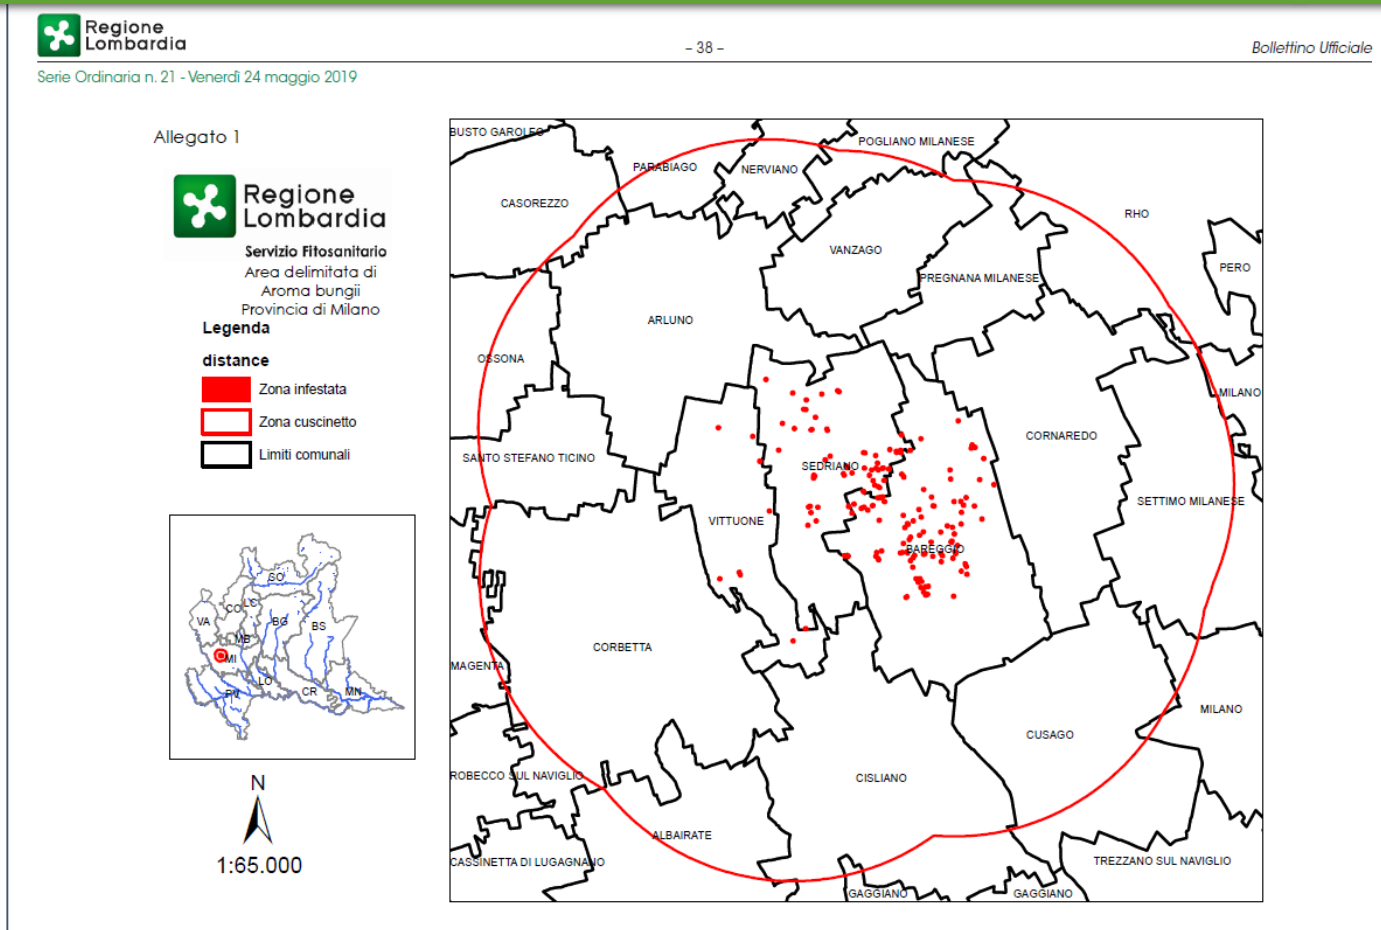 Regione
Lombardia
– 38 –
Bollettino Ufficiale
Serie Ordinaria n. 21 - Venerdì 24 maggio 2019
Allegato 1
Regione
Lombardia
Servizio Fitosanitario
Area delimitata di
Aroma bungii
Provincia di Milano
Legenda
distance
Zona infestata
Zona cuscinetto
Limiti comunali
SO
VA
CO
LC
BG
BS
MB
MI
LO
PV
CR
MN
N
1:65.000
BUSTO GAROLFO
POGLIANO MILANESE
PARABIAGO
NERVIANO
CASOREZZO
RHO
VANZAGO
PERO
PREGNANA MILANESE
ARLUNO
OSSONA
MILANO
CORNAREDO
SANTO STEFANO TICINO
SEDRIANO
SETTIMO MILANESE
VITTUONE
BAREGGIO
CORBETTA
MAGENTA
MILANO
CUSAGO
ROBECCO SUL NAVIGLIO
CISLIANO
ALBAIRATE
CASSINETTA DI LUGAGNANO
TREZZANO SUL NAVIGLIO
GAGGIANO
GAGGIANO